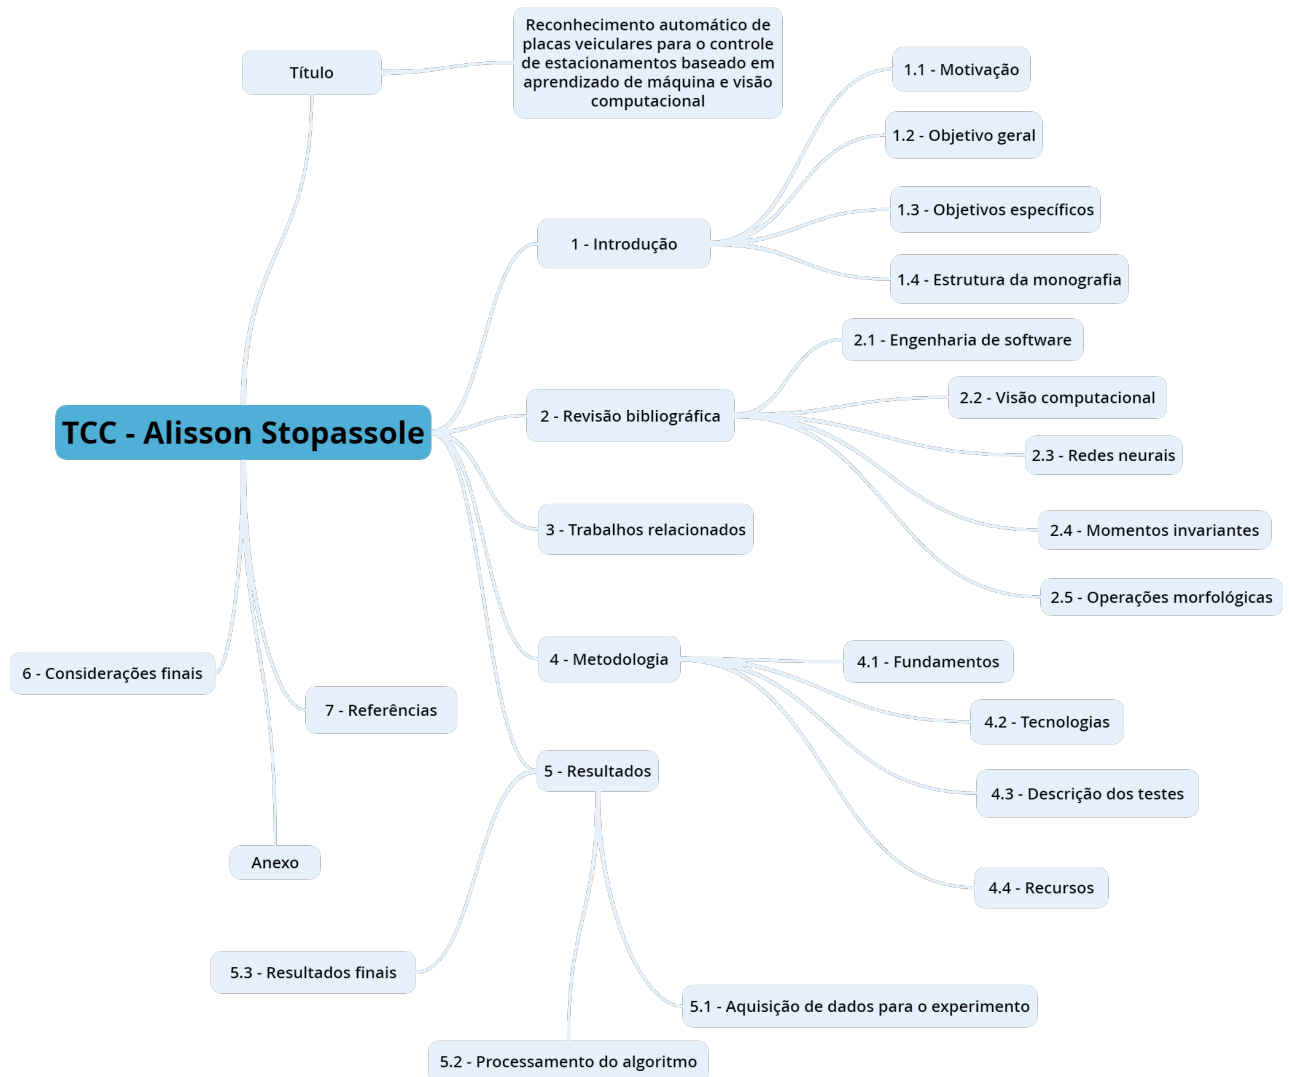 Título
Reconhecimento automático de
placas veiculares para o controle
de estacionamentos baseado em
aprendizado de máquina e visão
computacional
1 - Introdução
1.1 - Motivação
1.2 - Objetivo geral
1.3 - Objetivos específicos
1.4 - Estrutura da monografia
TCC - Alisson Stopassole
2 - Revisão bibliográfica
2.1 - Engenharia de software
2.2 - Visão computacional
2.3 - Redes neurais
2.4 - Momentos invariantes
2.5 - Operações morfológicas
3 - Trabalhos relacionados
4 - Metodologia
4.1 - Fundamentos
4.2 - Tecnologias
4.3 - Descrição dos testes
4.4 - Recursos
5 - Resultados
5.1 - Aquisição de dados para o experimento
5.2 - Processamento do algoritmo
5.3 - Resultados finais
6 - Considerações finais
7 - Referências
Anexo